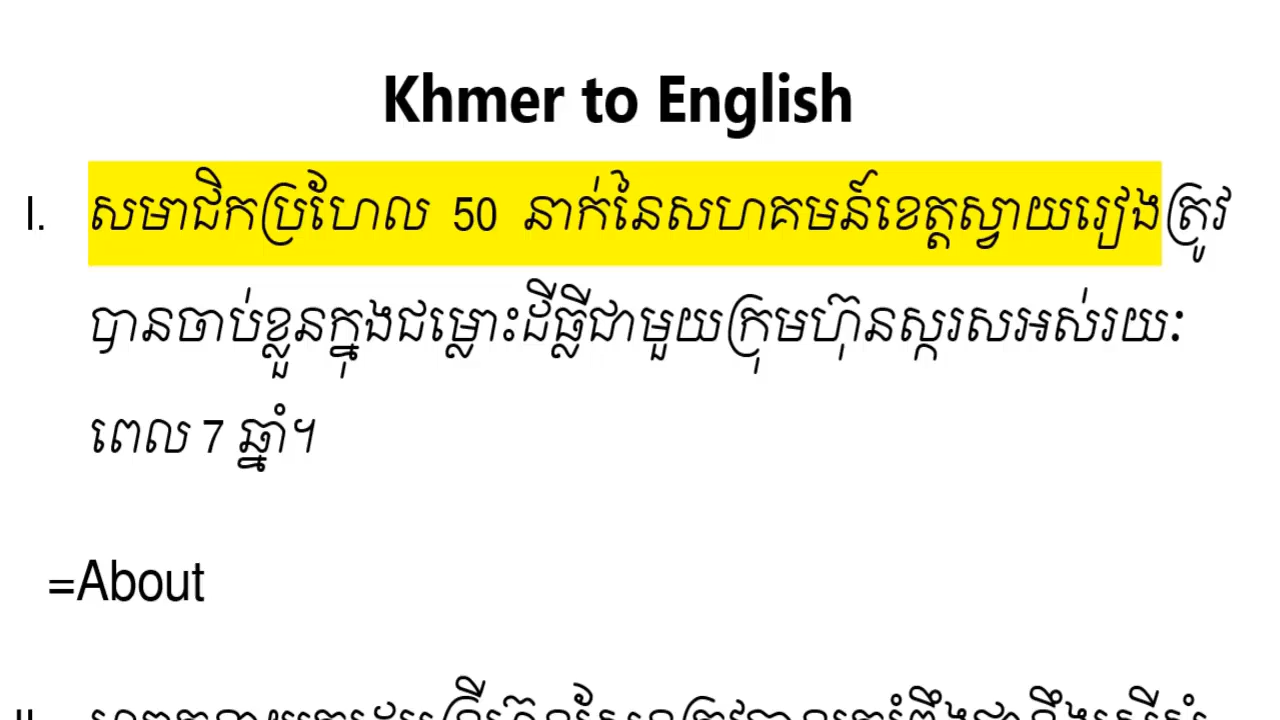 Khmer to English
I. សមាជិកប្រហែល 50 នាក់នៃសហគមន៍ខេត្តស្វាយរៀងត្រូវ
បានចាប់ខ្លួនក្នុងជម្លោះដីធ្លីជាមួយក្រុមហ៊ុនស្ករសអស់រយៈ
ពេល 7 ឆ្នាំ។
=About